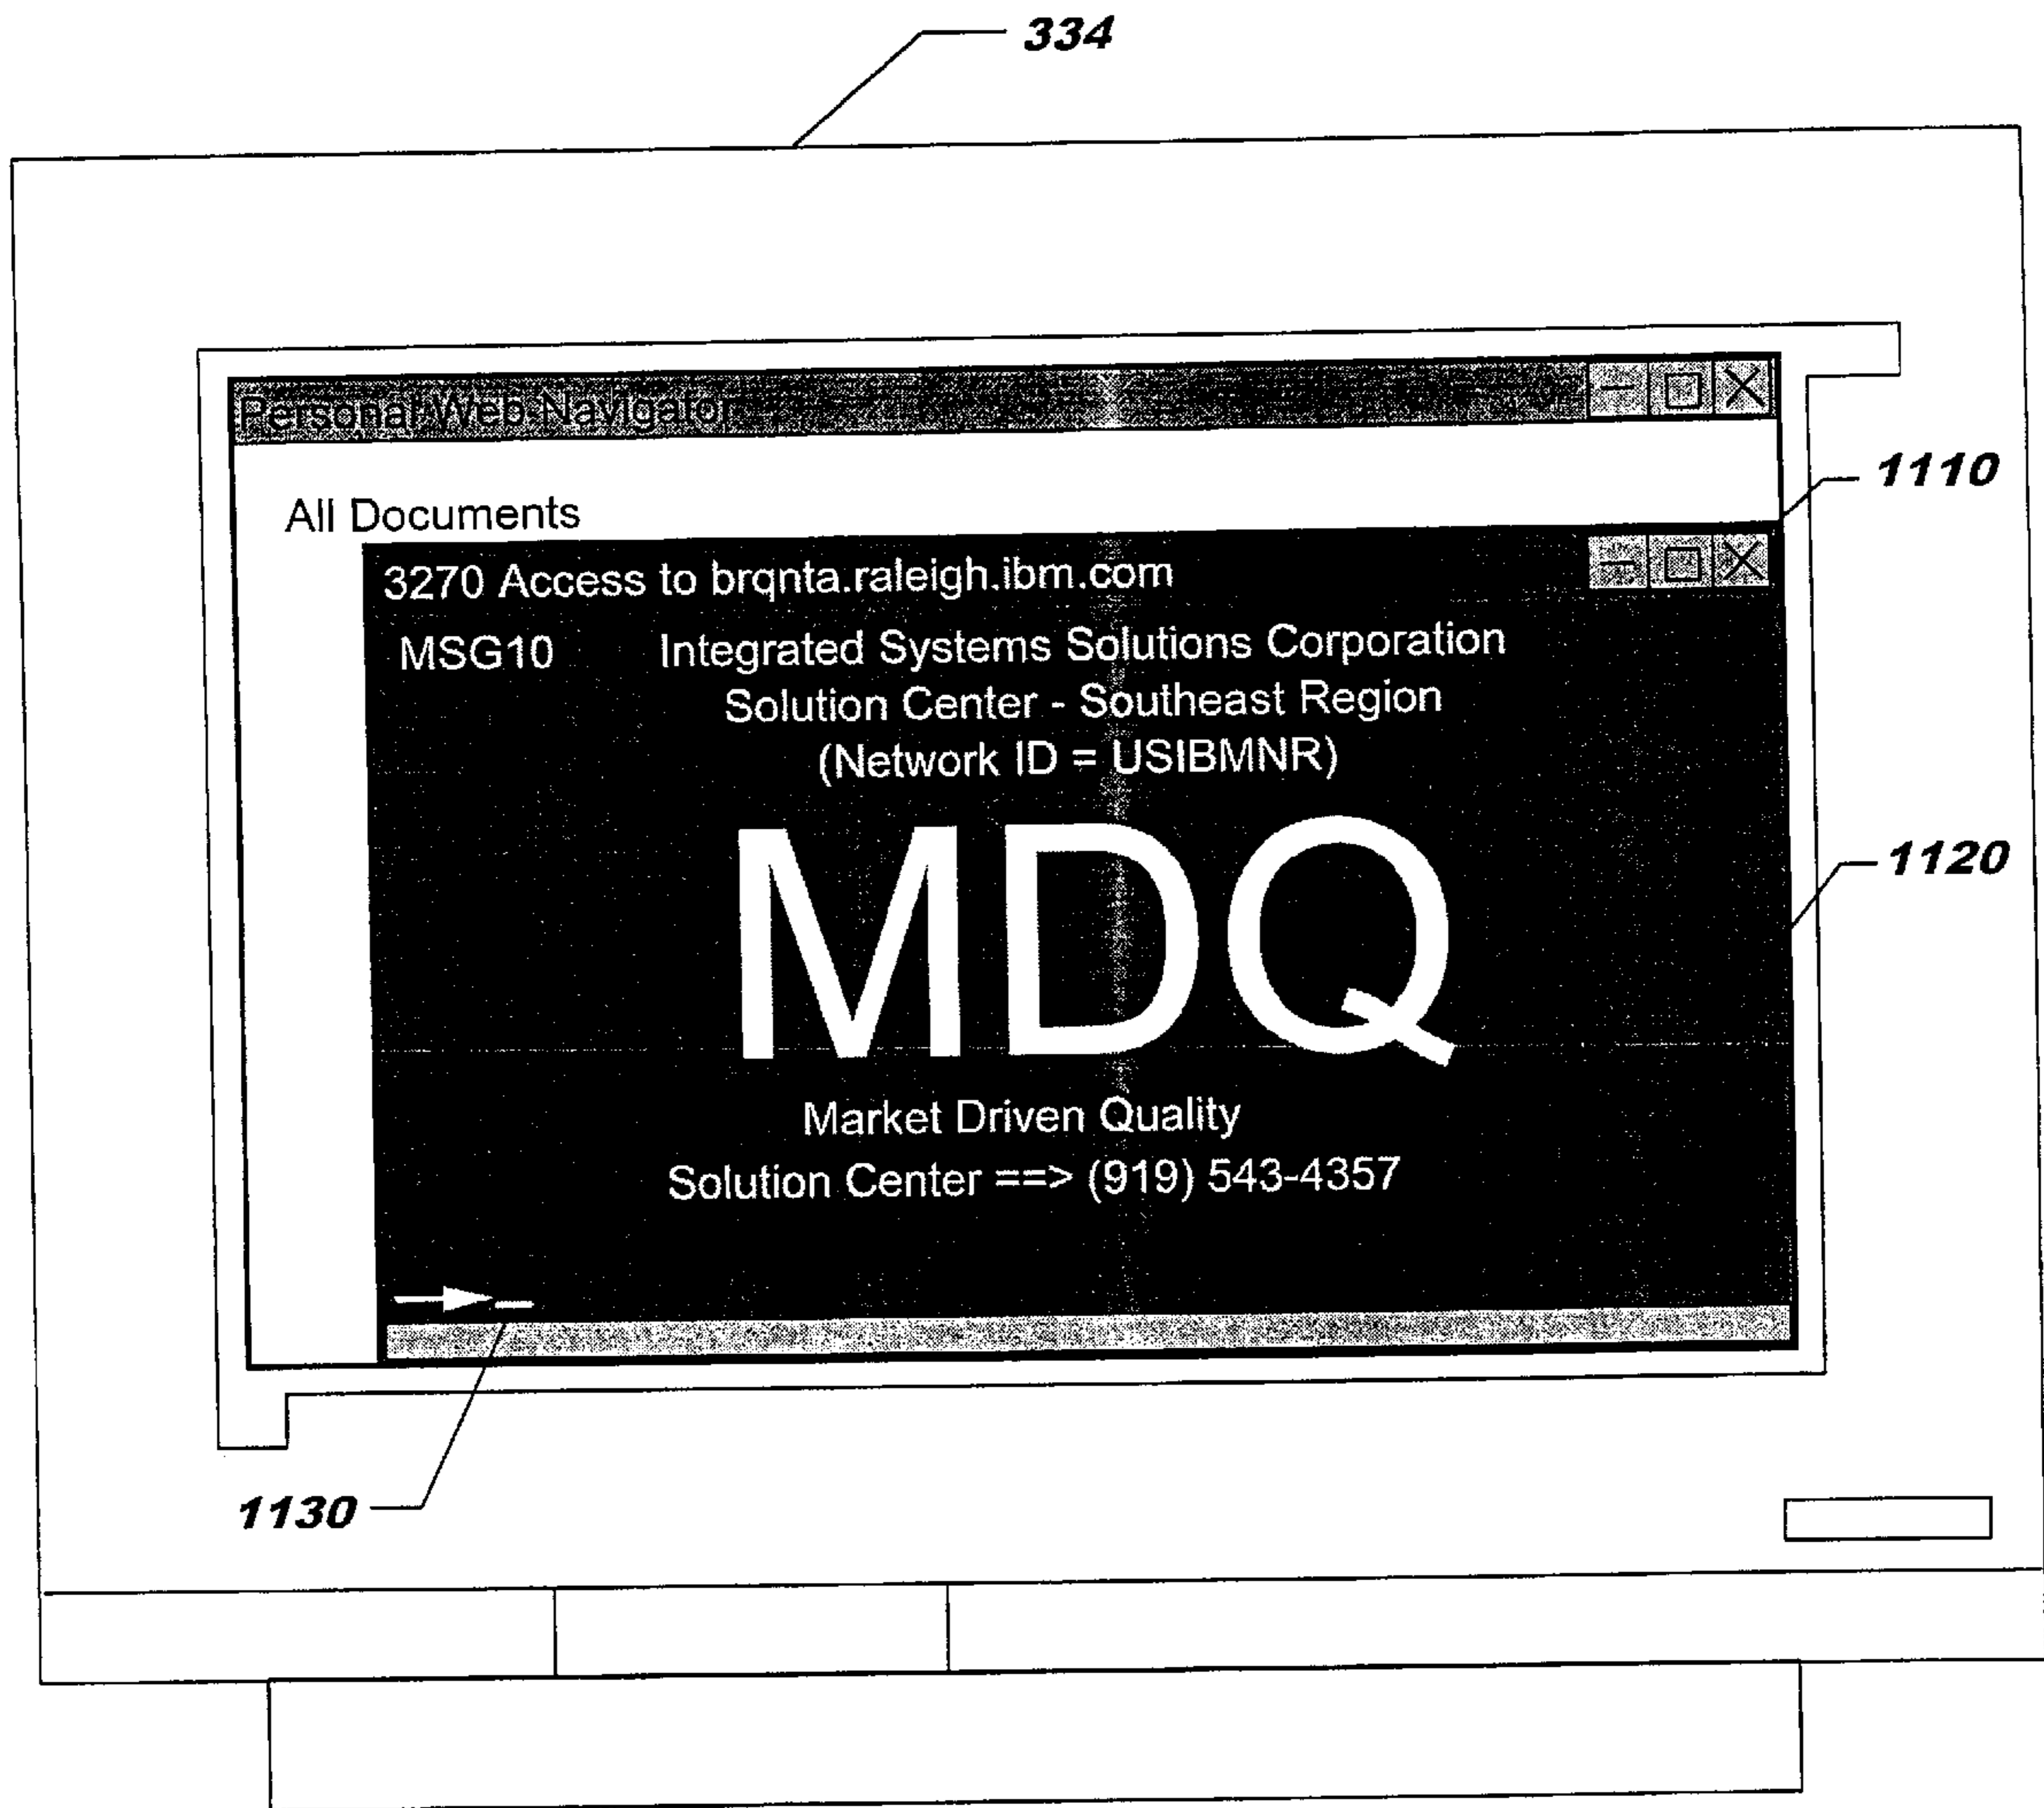 334
Personal Web Navigator
1110
All Documents
3270 Access to brqnta.raleigh.ibm.com
MSG10 Integrated Systems Solutions Corporation
Solution Center - Southeast Region
(Network ID = USIBMNR)
MDQ
1120
Market Driven Quality
Solution Center ==> (919) 543-4357
1130